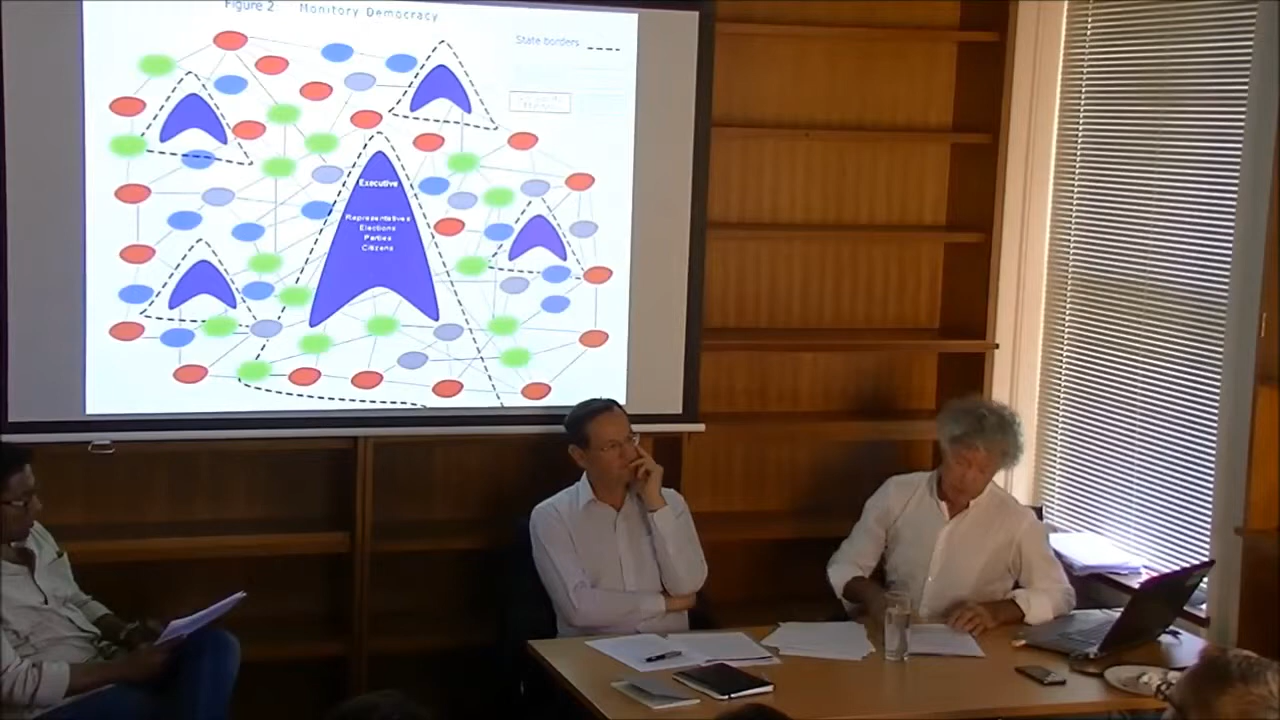 Figure 2: Monitory Democracy
State borders
Executive
Representatives
Elections
Parties
Citizens